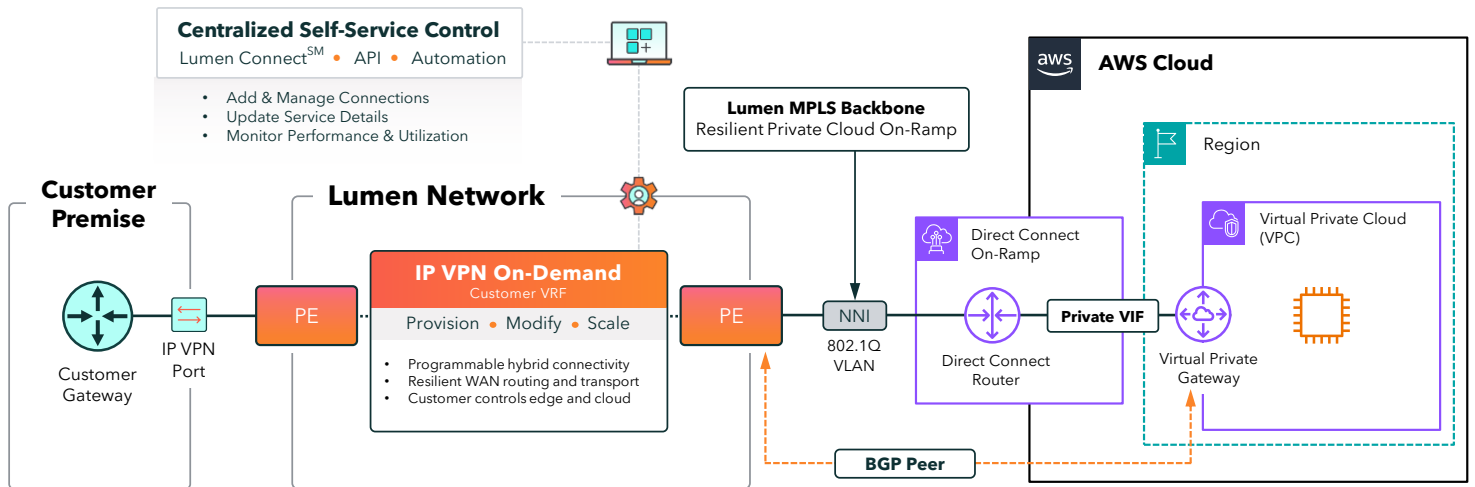 Centralized Self-Service Control
Lumen Connect℠ • API • Automation
• Add & Manage Connections
• Update Service Details
• Monitor Performance & Utilization
Customer
Premise
Customer
Gateway
IP VPN
Port
Lumen Network
PE
IP VPN On-Demand
Customer VRF
Provision • Modify • Scale
• Programmable hybrid connectivity
• Resilient WAN routing and transport
• Customer controls edge and cloud
PE
Lumen MPLS Backbone
Resilient Private Cloud On-Ramp
NNI
802.1Q
VLAN
aws
AWS Cloud
Direct Connect
On-Ramp
Direct Connect
Router
Private VIF
Region
Virtual Private Cloud
(VPC)
Virtual Private
Gateway
BGP Peer